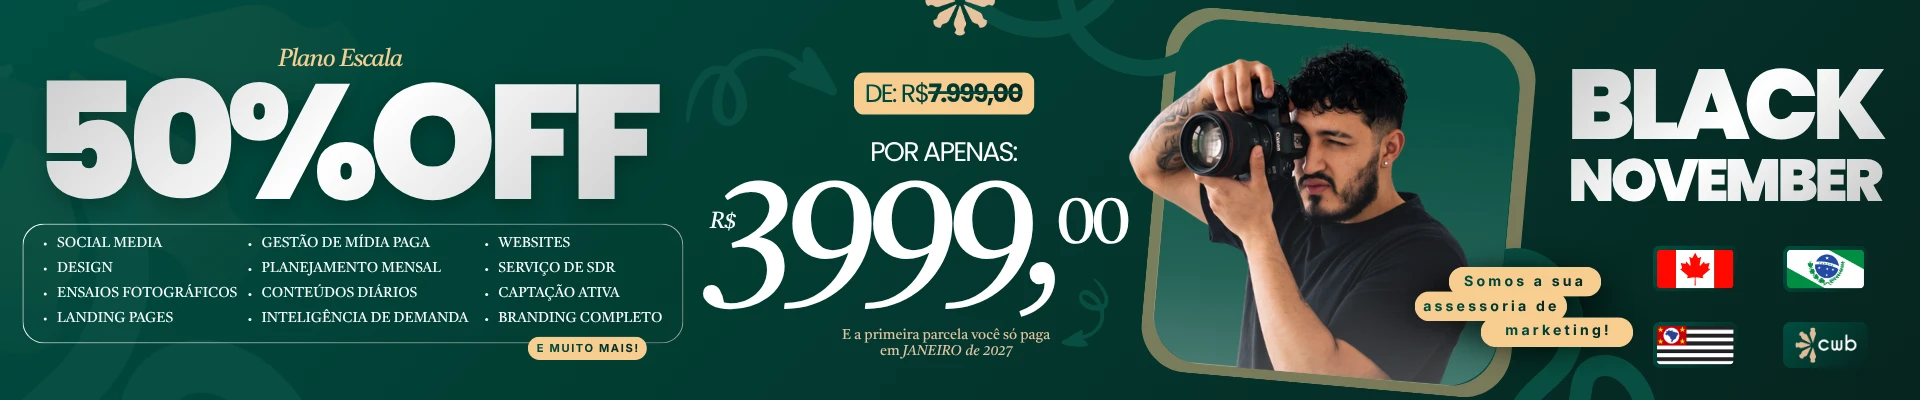 Plano Escala
50%OFF
• SOCIAL MEDIA
• DESIGN
• ENSAIOS FOTOGRÁFICOS
• LANDING PAGES
• GESTÃO DE MÍDIA PAGA
• PLANEJAMENTO MENSAL
• CONTEÚDOS DIÁRIOS
• INTELIGÊNCIA DE DEMANDA
• WEBSITES
• SERVIÇO DE SDR
• CAPTAÇÃO ATIVA
• BRANDING COMPLETO
E MUITO MAIS!
DE: R$7.999,00
POR APENAS:
R$3999,00
E a primeira parcela você só paga
em JANEIRO de 2027
Canon
Somos a sua
assessoria de
marketing!
BLACK
NOVEMBER
cwb